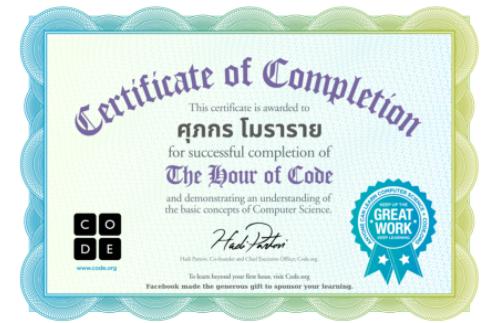 Certificate of Completion
This certificate is awarded to
ศุภกร โมราราย
for successful completion of
The Hour of Code
and demonstrating an understanding of
the basic concepts of Computer Science.
C O
D E
www.code.org
Hadi Partovi
Hadi Partovi, Co-founder and Chief Executive Officer, Code.org
ANYONE CAN LEARN COMPUTER SCIENCE
KEEP UP THE
GREAT
WORK
KEEP LEARNING
To learn beyond your first hour, visit Code.org
Facebook made the generous gift to sponsor your learning.